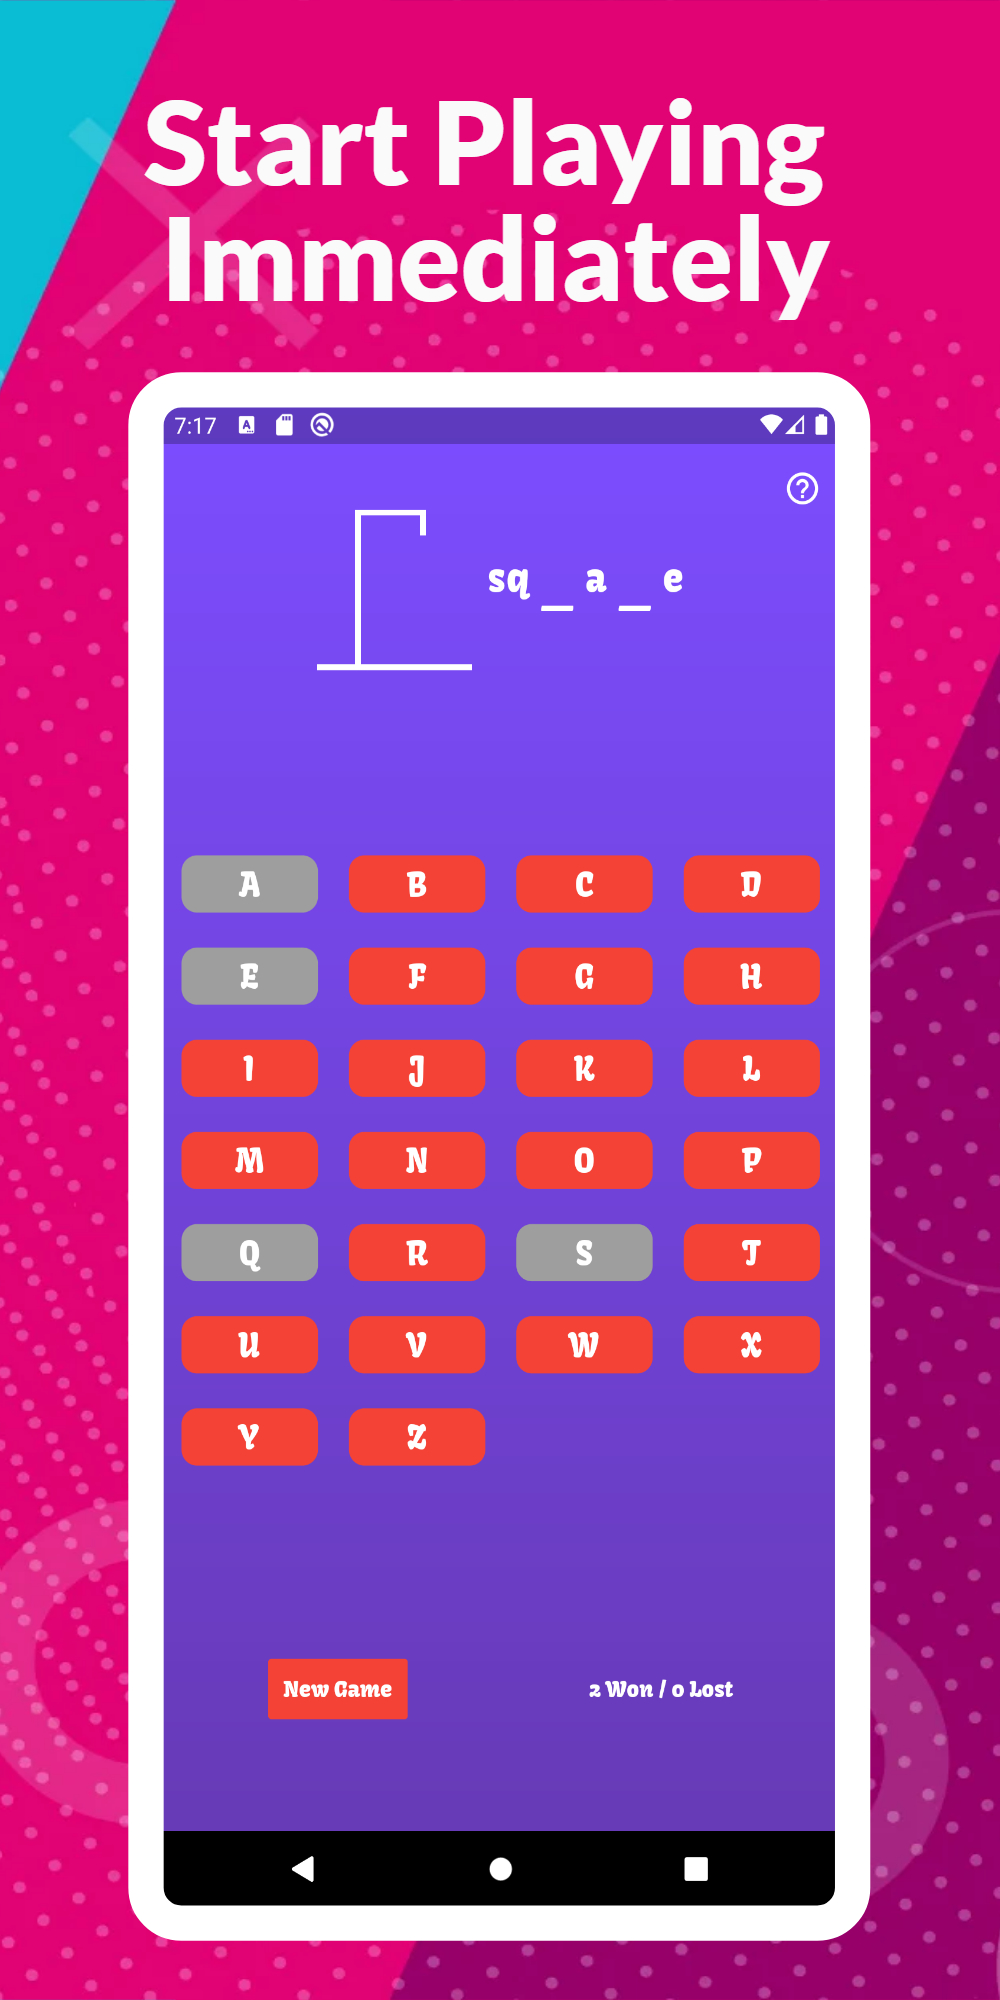 Start Playing
Immediately
7:17
sq _ a _ e
A B C D
E F G H
I J K L
M N O P
Q R S T
U V W X
Y Z
New Game 2 Won / 0 Lost